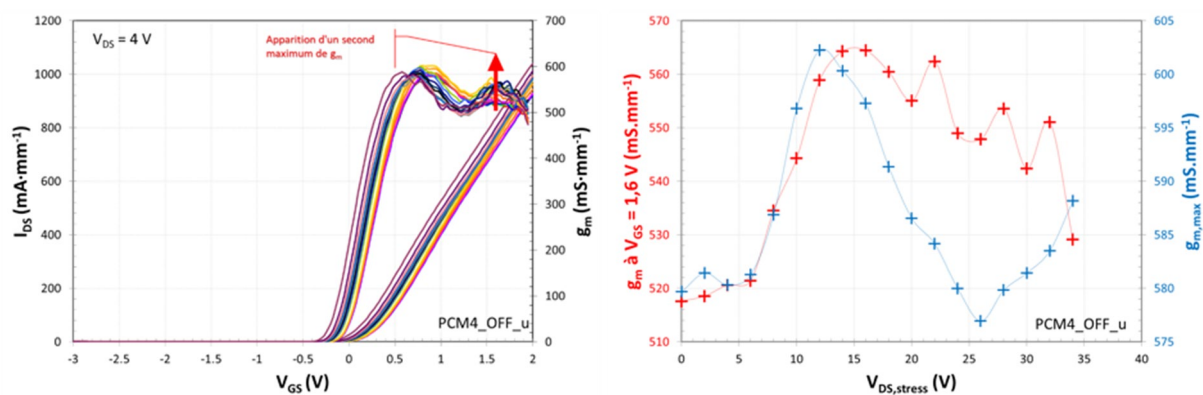 V_DS = 4 V
Apparition d'un second
maximum de g_m
1200
1000
800
600
400
200
0
I_DS (mA·mm⁻¹)
700
600
500
400
300
200
100
0
g_m (mS·mm⁻¹)
PCM4_OFF_u
-3 -2.5 -2 -1.5 -1 -0.5 0 0.5 1 1.5 2
V_GS (V)
570
560
550
540
530
520
510
g_m à V_GS = 1,6 V (mS.mm⁻¹)
605
600
595
590
585
580
575
g_m,max (mS.mm⁻¹)
PCM4_OFF_u
0 5 10 15 20 25 30 35 40
V_DS,stress (V)